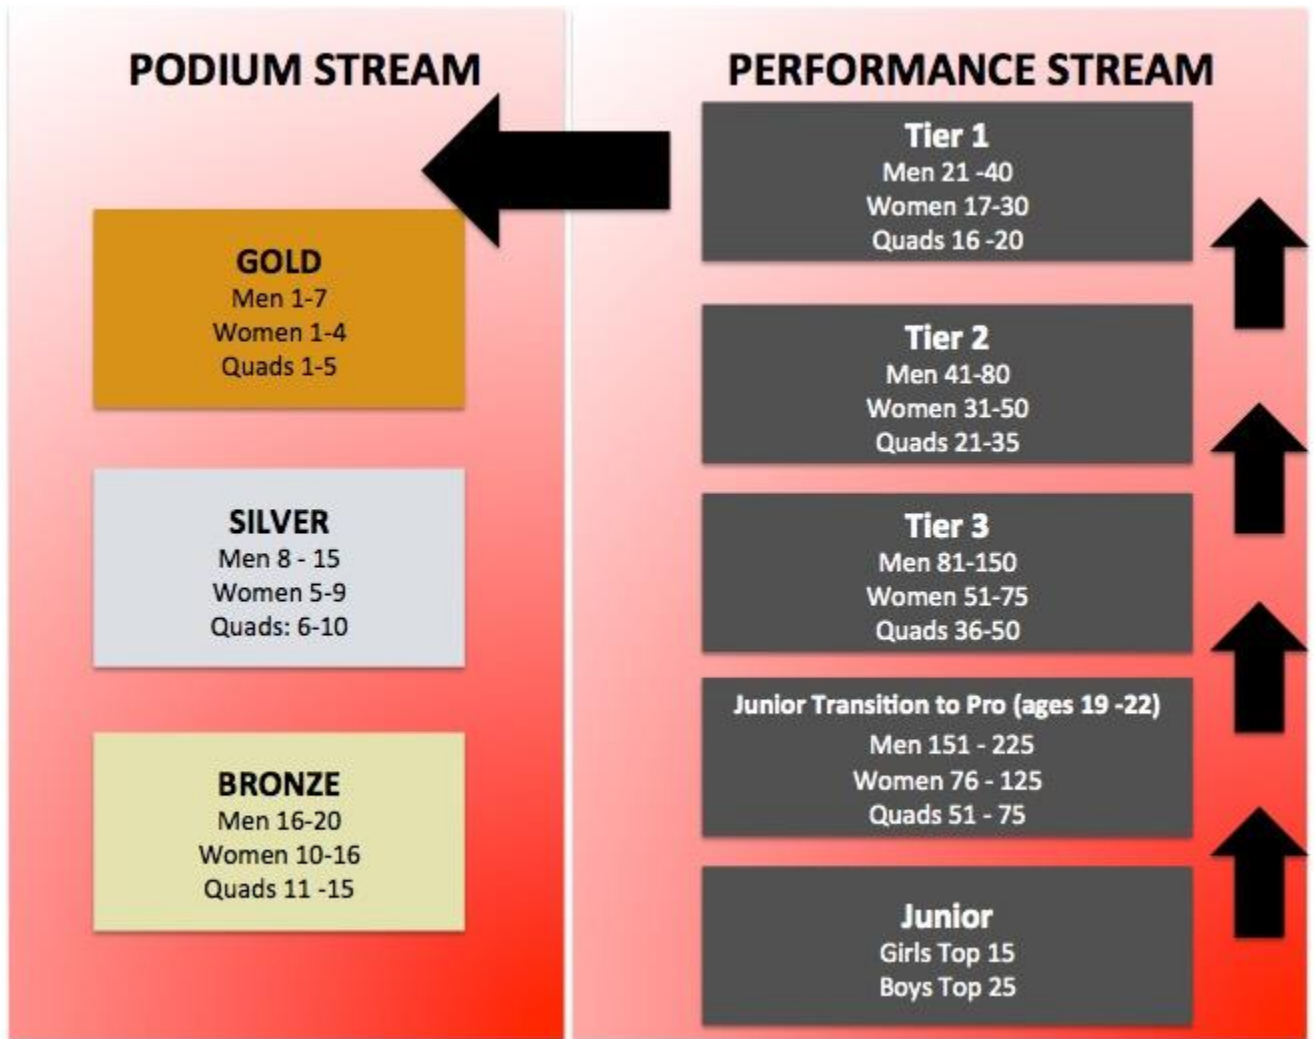 PODIUM STREAM
GOLD
Men 1-7
Women 1-4
Quads 1-5
SILVER
Men 8 - 15
Women 5-9
Quads: 6-10
BRONZE
Men 16-20
Women 10-16
Quads 11 -15
PERFORMANCE STREAM
Tier 1
Men 21 -40
Women 17-30
Quads 16 -20
Tier 2
Men 41-80
Women 31-50
Quads 21-35
Tier 3
Men 81-150
Women 51-75
Quads 36-50
Junior Transition to Pro (ages 19 -22)
Men 151 - 225
Women 76 - 125
Quads 51 - 75
Junior
Girls Top 15
Boys Top 25